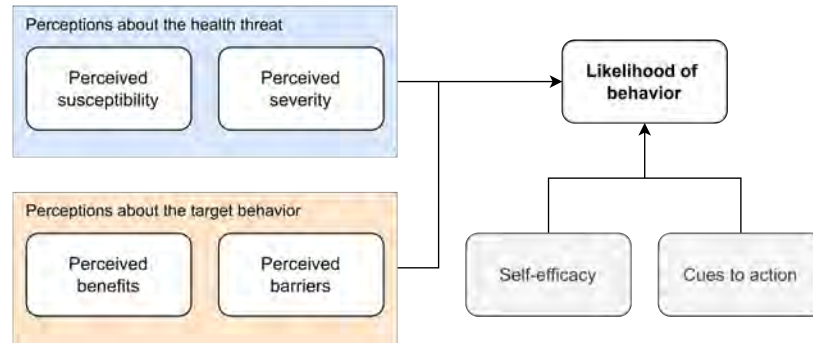 Perceptions about the health threat
Perceived
susceptibility
Perceived
severity
Likelihood of
behavior
Perceptions about the target behavior
Perceived
benefits
Perceived
barriers
Self-efficacy
Cues to action